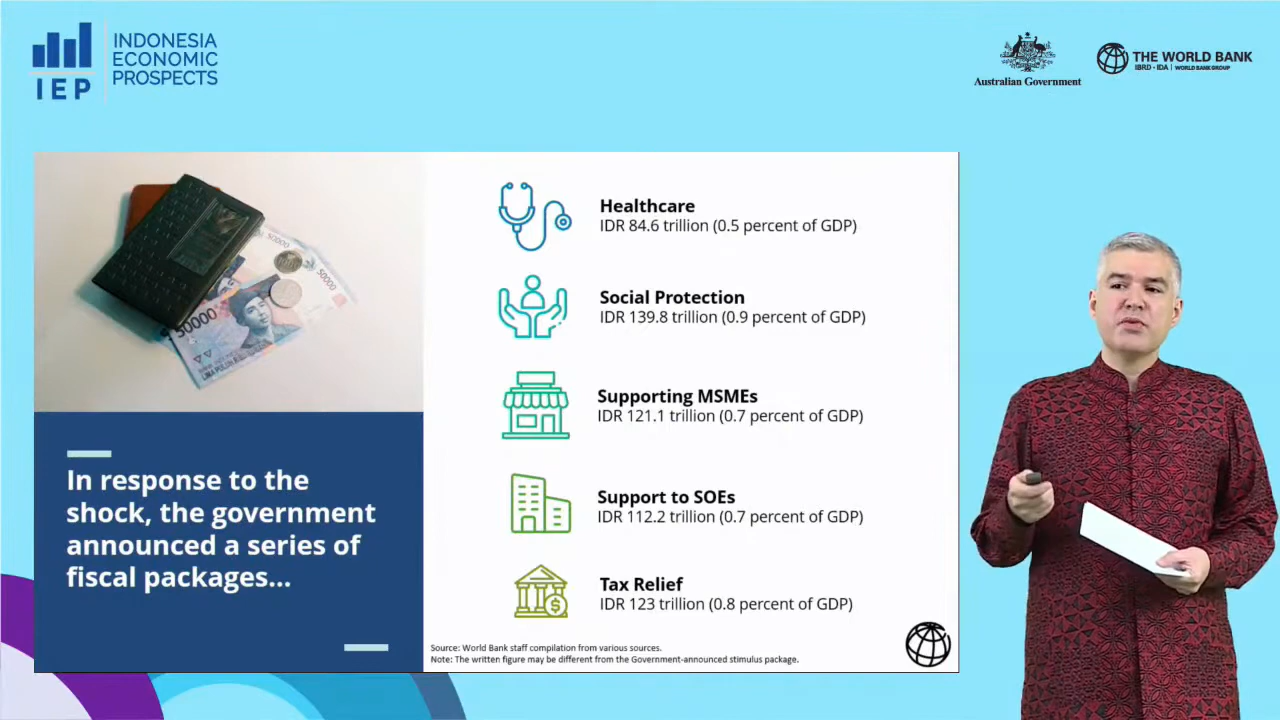 INDONESIA
ECONOMIC
PROSPECTS
IEP
Australian Government
THE WORLD BANK
IBRD • IDA | WORLD BANK GROUP
50000
50000
50000
Healthcare
IDR 84.6 trillion (0.5 percent of GDP)
Social Protection
IDR 139.8 trillion (0.9 percent of GDP)
Supporting MSMEs
IDR 121.1 trillion (0.7 percent of GDP)
Support to SOEs
IDR 112.2 trillion (0.7 percent of GDP)
Tax Relief
IDR 123 trillion (0.8 percent of GDP)
In response to the
shock, the government
announced a series of
fiscal packages...
Source: World Bank staff compilation from various sources.
Note: The written figure may be different from the Government-announced stimulus package.